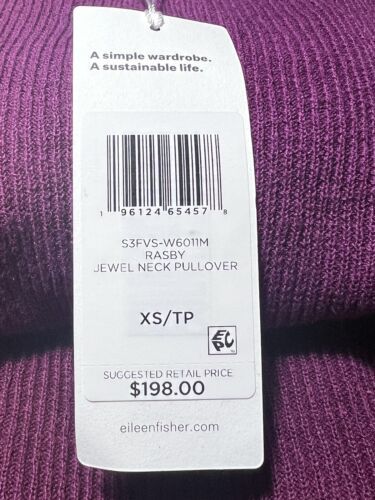 A simple wardrobe.
A sustainable life.
1 96124 65457 8
S3FVS-W6011M
RASBY
JEWEL NECK PULLOVER
XS/TP
SUGGESTED RETAIL PRICE
$198.00
eileenfisher.com